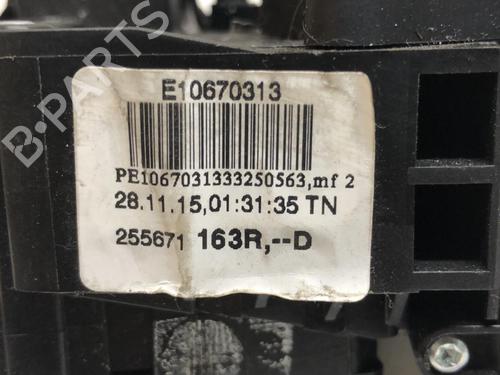 B-PARTS
E10670313
PE1067031333250563,mf 2
28.11.15,01:31:35 TN
255671 163R,--D